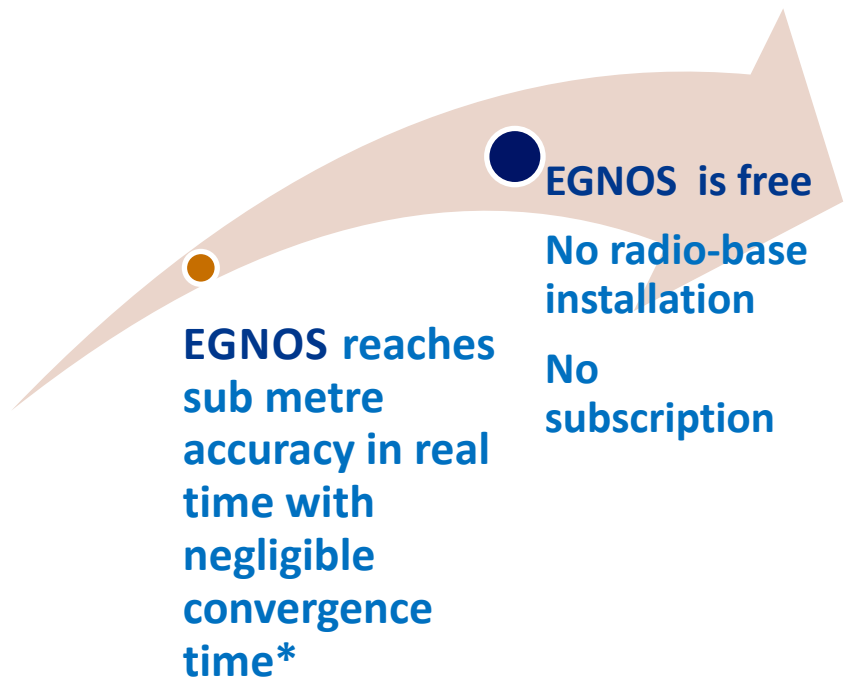 EGNOS reaches
sub metre
accuracy in real
time with
negligible
convergence
time*
EGNOS is free
No radio-base
installation
No
subscription